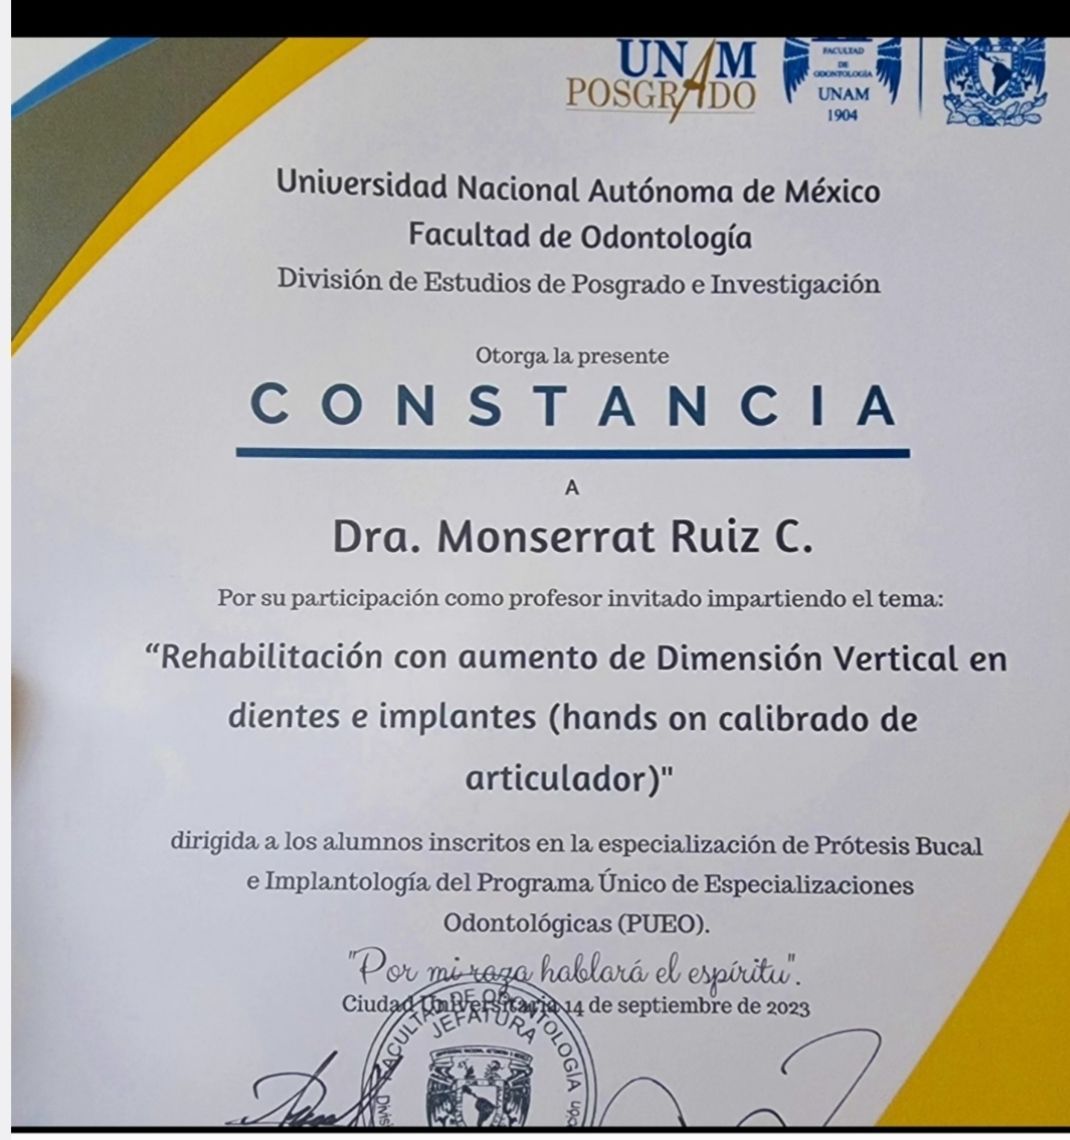 UNAM
POSGRADO
FACULTAD
DE
ODONTOLOGÍA
UNAM
1904
Universidad Nacional Autónoma de México
Facultad de Odontología
División de Estudios de Posgrado e Investigación
Otorga la presente
CONSTANCIA
A
Dra. Monserrat Ruiz C.
Por su participación como profesor invitado impartiendo el tema:
“Rehabilitación con aumento de Dimensión Vertical en
dientes e implantes (hands on calibrado de
articulador)"
dirigida a los alumnos inscritos en la especialización de Prótesis Bucal
e Implantología del Programa Único de Especializaciones
Odontológicas (PUEO).
"Por mi raza hablará el espíritu".
Ciudad Universitaria 14 de septiembre de 2023
FACULTAD DE ODONTOLOGÍA
JEFATURA